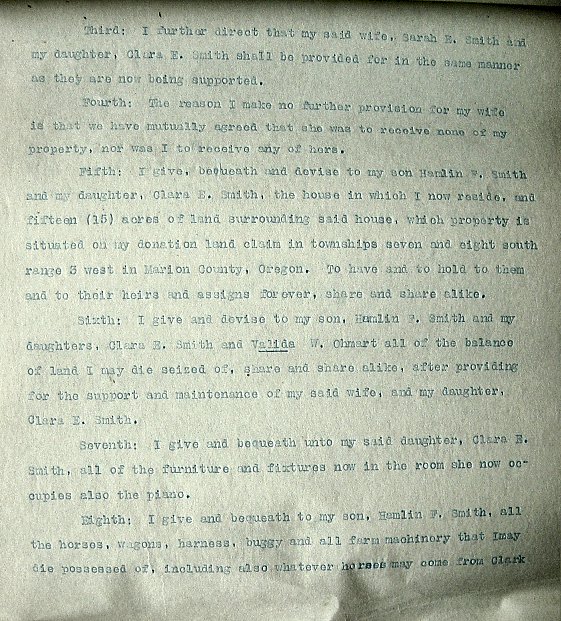 Third: I further direct that my said wife, Sarah E. Smith and
my daughter, Clara E. Smith shall be provided for in the same manner
as they are now being supported.
Fourth: The reason I make no further provision for my wife
is that we have mutually agreed that she was to receive none of my
property, nor was I to receive any of hers.
Fifth: I give, bequeath and devise to my son Hamlin F. Smith
and my daughter, Clara E. Smith, the house in which I now reside, and
fifteen (15) acres of land surrounding said house, which property is
situated on my donation land claim in townships seven and eight south
range 3 west in Marion County, Oregon. To have and to hold to them
and to their heirs and assigns forever, share and share alike.
Sixth: I give and devise to my son, Hamlin F. Smith and my
daughters, Clara E. Smith and Valida W. Ohmart all of the balance
of land I may die seized of, share and share alike, after providing
for the support and maintenance of my said wife, and my daughter,
Clara E. Smith.
Seventh: I give and bequeath unto my said daughter, Clara E.
Smith, all of the furniture and fixtures now in the room she now oc-
cupies also the piano.
Eighth: I give and bequeath to my son, Hamlin F. Smith, all
the horses, wagons, harness, buggy and all farm machinery that Imay
die possessed of, including also whatever horses may come from Clark